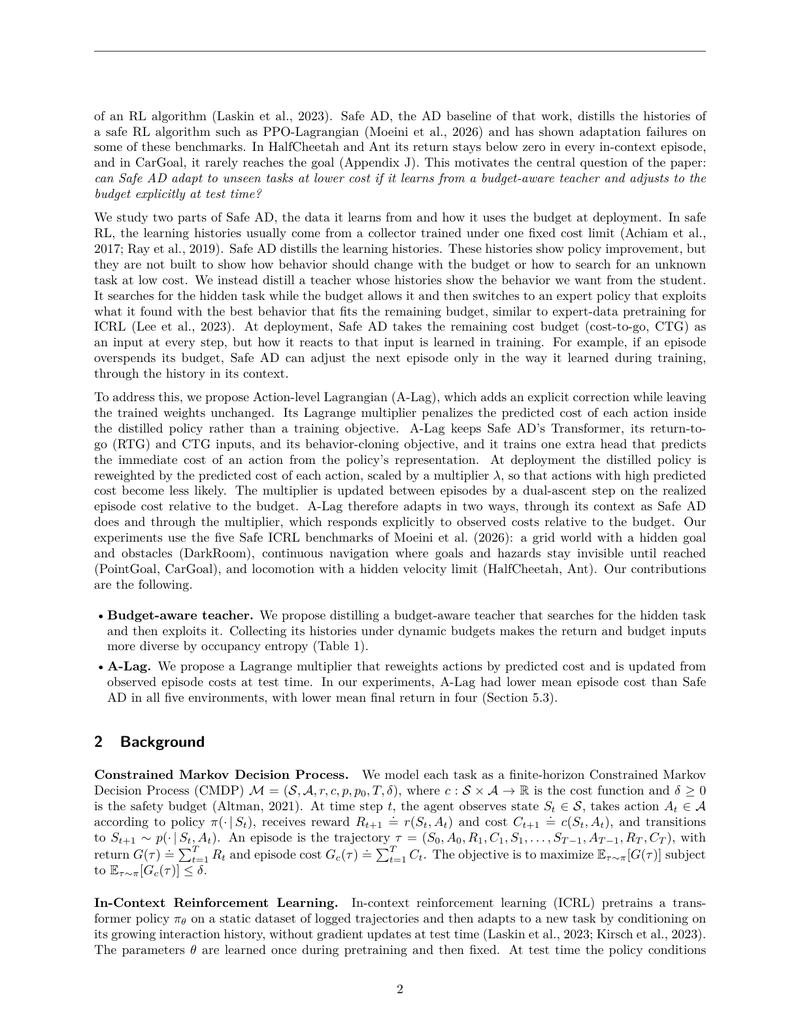 of an RL algorithm (Laskin et al., 2023). Safe AD, the AD baseline of that work, distills the histories of
a safe RL algorithm such as PPO-Lagrangian (Moeini et al., 2026) and has shown adaptation failures on
some of these benchmarks. In HalfCheetah and Ant its return stays below zero in every in-context episode,
and in CarGoal, it rarely reaches the goal (Appendix J). This motivates the central question of the paper:
can Safe AD adapt to unseen tasks at lower cost if it learns from a budget-aware teacher and adjusts to the
budget explicitly at test time?
We study two parts of Safe AD, the data it learns from and how it uses the budget at deployment. In safe
RL, the learning histories usually come from a collector trained under one fixed cost limit (Achiam et al.,
2017; Ray et al., 2019). Safe AD distills the learning histories. These histories show policy improvement, but
they are not built to show how behavior should change with the budget or how to search for an unknown
task at low cost. We instead distill a teacher whose histories show the behavior we want from the student.
It searches for the hidden task while the budget allows it and then switches to an expert policy that exploits
what it found with the best behavior that fits the remaining budget, similar to expert-data pretraining for
ICRL (Lee et al., 2023). At deployment, Safe AD takes the remaining cost budget (cost-to-go, CTG) as
an input at every step, but how it reacts to that input is learned in training. For example, if an episode
overspends its budget, Safe AD can adjust the next episode only in the way it learned during training,
through the history in its context.
To address this, we propose Action-level Lagrangian (A-Lag), which adds an explicit correction while leaving
the trained weights unchanged. Its Lagrange multiplier penalizes the predicted cost of each action inside
the distilled policy rather than a training objective. A-Lag keeps Safe AD's Transformer, its return-to-
go (RTG) and CTG inputs, and its behavior-cloning objective, and it trains one extra head that predicts
the immediate cost of an action from the policy's representation. At deployment the distilled policy is
reweighted by the predicted cost of each action, scaled by a multiplier λ, so that actions with high predicted
cost become less likely. The multiplier is updated between episodes by a dual-ascent step on the realized
episode cost relative to the budget. A-Lag therefore adapts in two ways, through its context as Safe AD
does and through the multiplier, which responds explicitly to observed costs relative to the budget. Our
experiments use the five Safe ICRL benchmarks of Moeini et al. (2026): a grid world with a hidden goal
and obstacles (DarkRoom), continuous navigation where goals and hazards stay invisible until reached
(PointGoal, CarGoal), and locomotion with a hidden velocity limit (HalfCheetah, Ant). Our contributions
are the following.
• Budget-aware teacher. We propose distilling a budget-aware teacher that searches for the hidden task
and then exploits it. Collecting its histories under dynamic budgets makes the return and budget inputs
more diverse by occupancy entropy (Table 1).
• A-Lag. We propose a Lagrange multiplier that reweights actions by predicted cost and is updated from
observed episode costs at test time. In our experiments, A-Lag had lower mean episode cost than Safe
AD in all five environments, with lower mean final return in four (Section 5.3).
2 Background
Constrained Markov Decision Process. We model each task as a finite-horizon Constrained Markov
Decision Process (CMDP) ℳ = (𝒮, 𝒜, r, c, p, p₀, T, δ), where c : 𝒮 × 𝒜 → ℝ is the cost function and δ ≥ 0
is the safety budget (Altman, 2021). At time step t, the agent observes state Sₜ ∈ 𝒮, takes action Aₜ ∈ 𝒜
according to policy π(· | Sₜ), receives reward Rₜ₊₁ ≐ r(Sₜ, Aₜ) and cost Cₜ₊₁ ≐ c(Sₜ, Aₜ), and transitions
to Sₜ₊₁ ∼ p(· | Sₜ, Aₜ). An episode is the trajectory τ = (S₀, A₀, R₁, C₁, S₁, . . . , S_{T−1}, A_{T−1}, R_T, C_T), with
return G(τ) ≐ ∑_{t=1}^{T} Rₜ and episode cost G_c(τ) ≐ ∑_{t=1}^{T} Cₜ. The objective is to maximize 𝔼_{τ∼π}[G(τ)] subject
to 𝔼_{τ∼π}[G_c(τ)] ≤ δ.
In-Context Reinforcement Learning. In-context reinforcement learning (ICRL) pretrains a trans-
former policy π_θ on a static dataset of logged trajectories and then adapts to a new task by conditioning on
its growing interaction history, without gradient updates at test time (Laskin et al., 2023; Kirsch et al., 2023).
The parameters θ are learned once during pretraining and then fixed. At test time the policy conditions
2